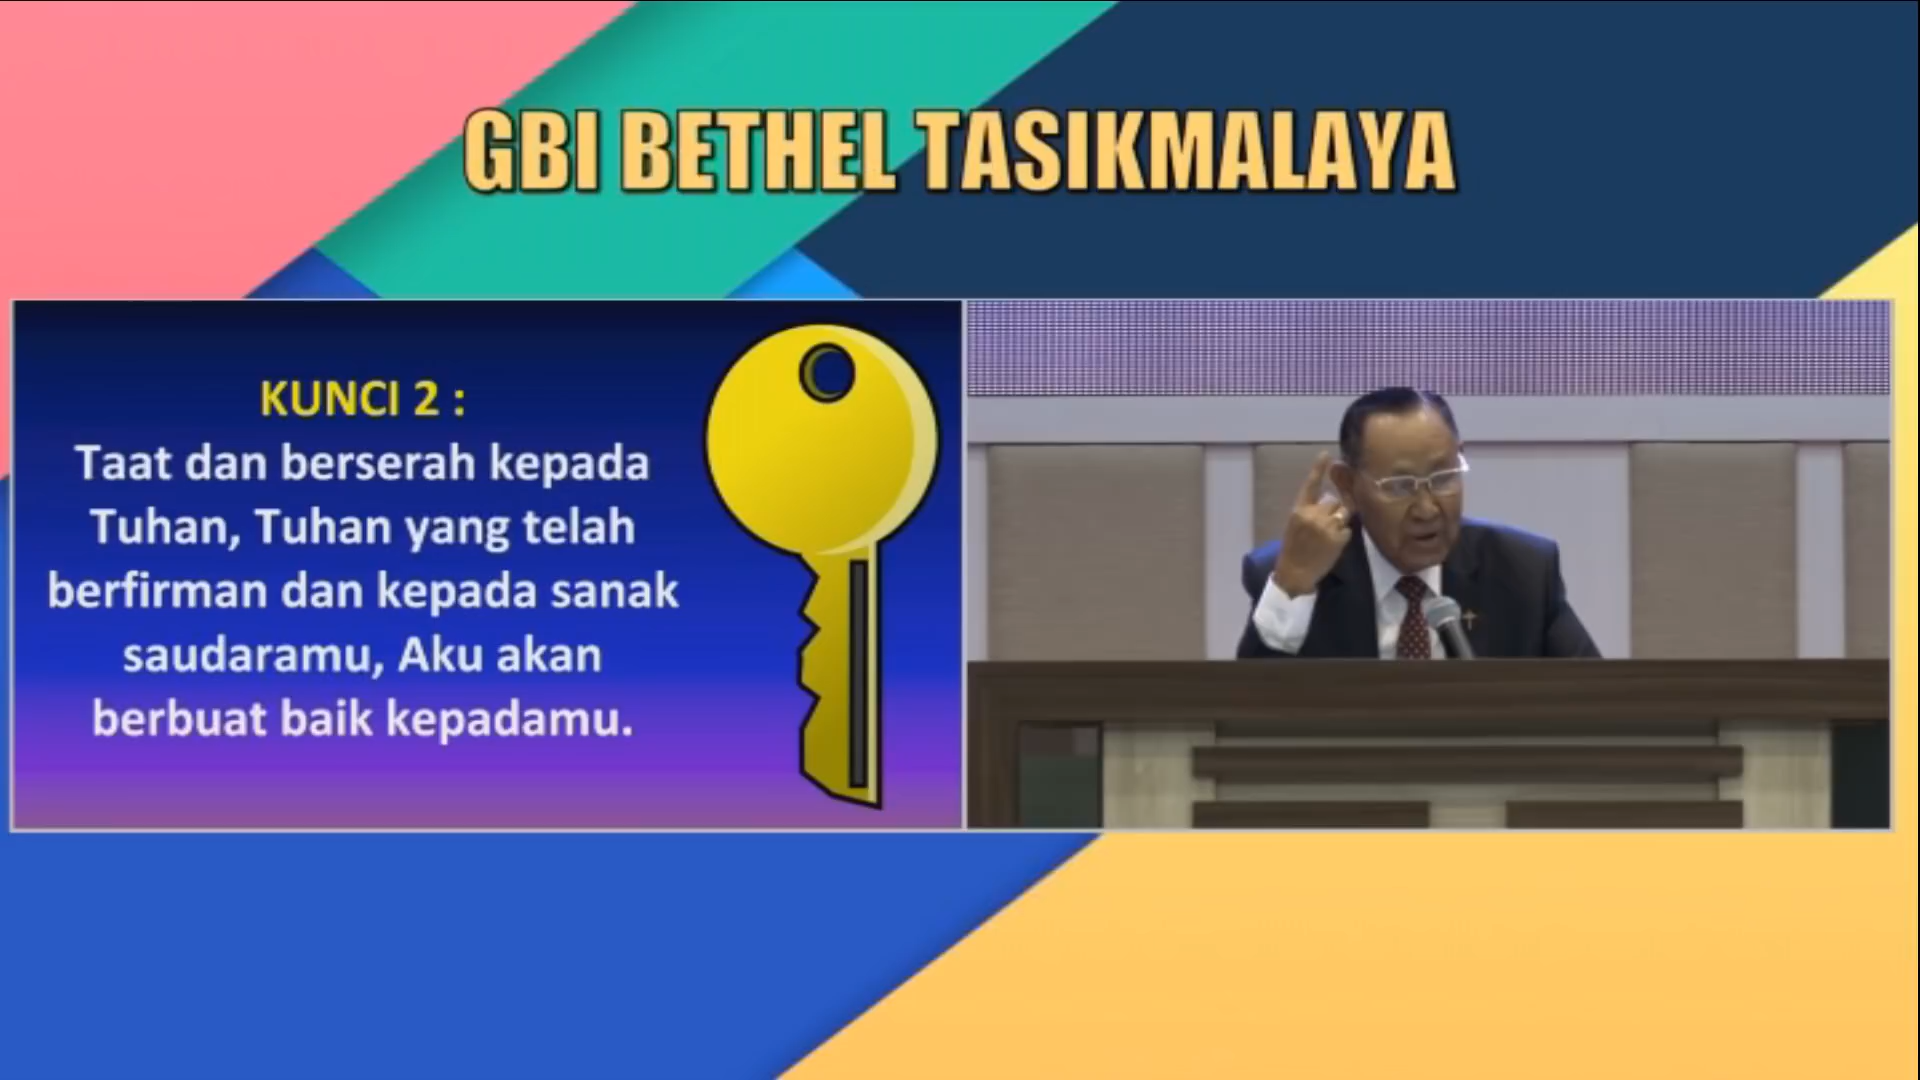 GBI BETHEL TASIKMALAYA
KUNCI 2 :
Taat dan berserah kepada
Tuhan, Tuhan yang telah
berfirman dan kepada sanak
saudaramu, Aku akan
berbuat baik kepadamu.